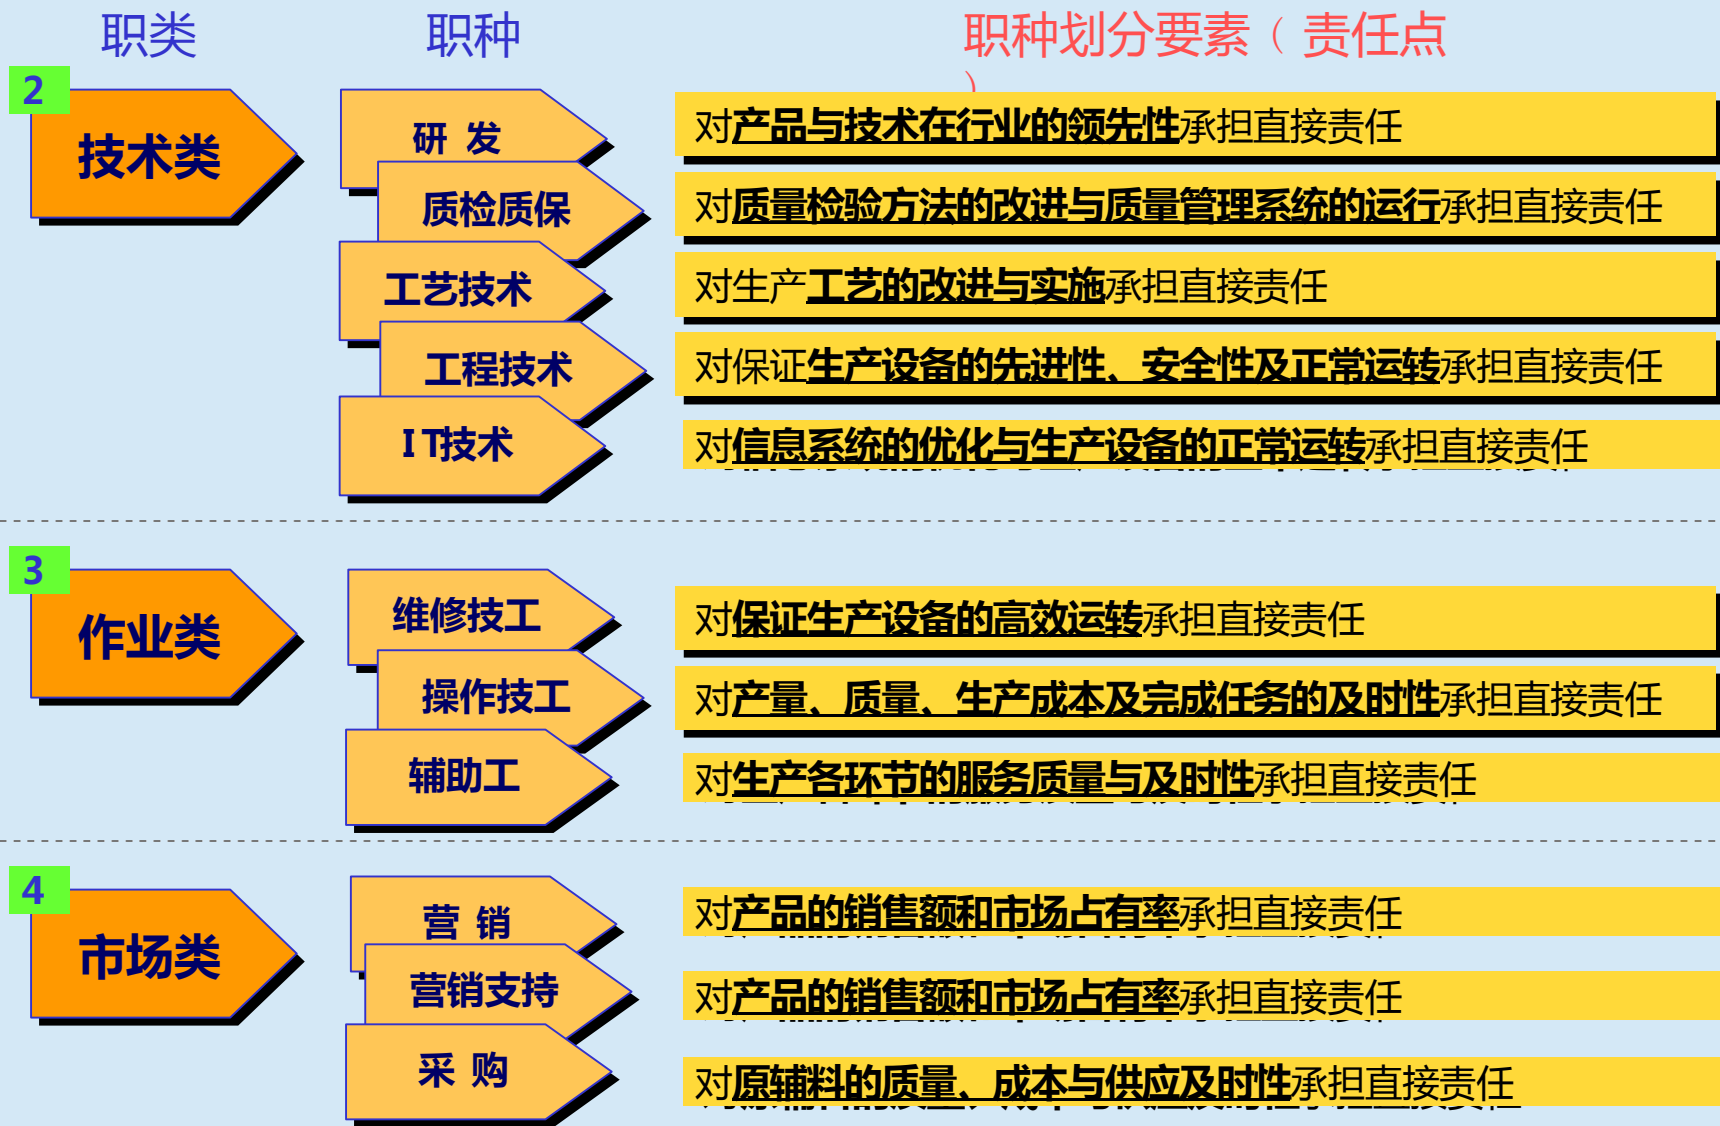 职类 职种 职种划分要素（责任点
）
2
技术类
研 发 对产品与技术在行业的领先性承担直接责任
质检质保 对质量检验方法的改进与质量管理系统的运行承担直接责任
工艺技术 对生产工艺的改进与实施承担直接责任
工程技术 对保证生产设备的先进性、安全性及正常运转承担直接责任
IT技术 对信息系统的优化与生产设备的正常运转承担直接责任
3
作业类
维修技工 对保证生产设备的高效运转承担直接责任
操作技工 对产量、质量、生产成本及完成任务的及时性承担直接责任
辅助工 对生产各环节的服务质量与及时性承担直接责任
4
市场类
营 销 对产品的销售额和市场占有率承担直接责任
营销支持 对产品的销售额和市场占有率承担直接责任
采 购 对原辅料的质量、成本与供应及时性承担直接责任